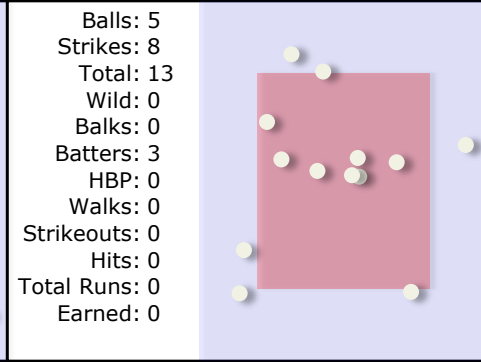 Balls: 5
Strikes: 8
Total: 13
Wild: 0
Balks: 0
Batters: 3
HBP: 0
Walks: 0
Strikeouts: 0
Hits: 0
Total Runs: 0
Earned: 0